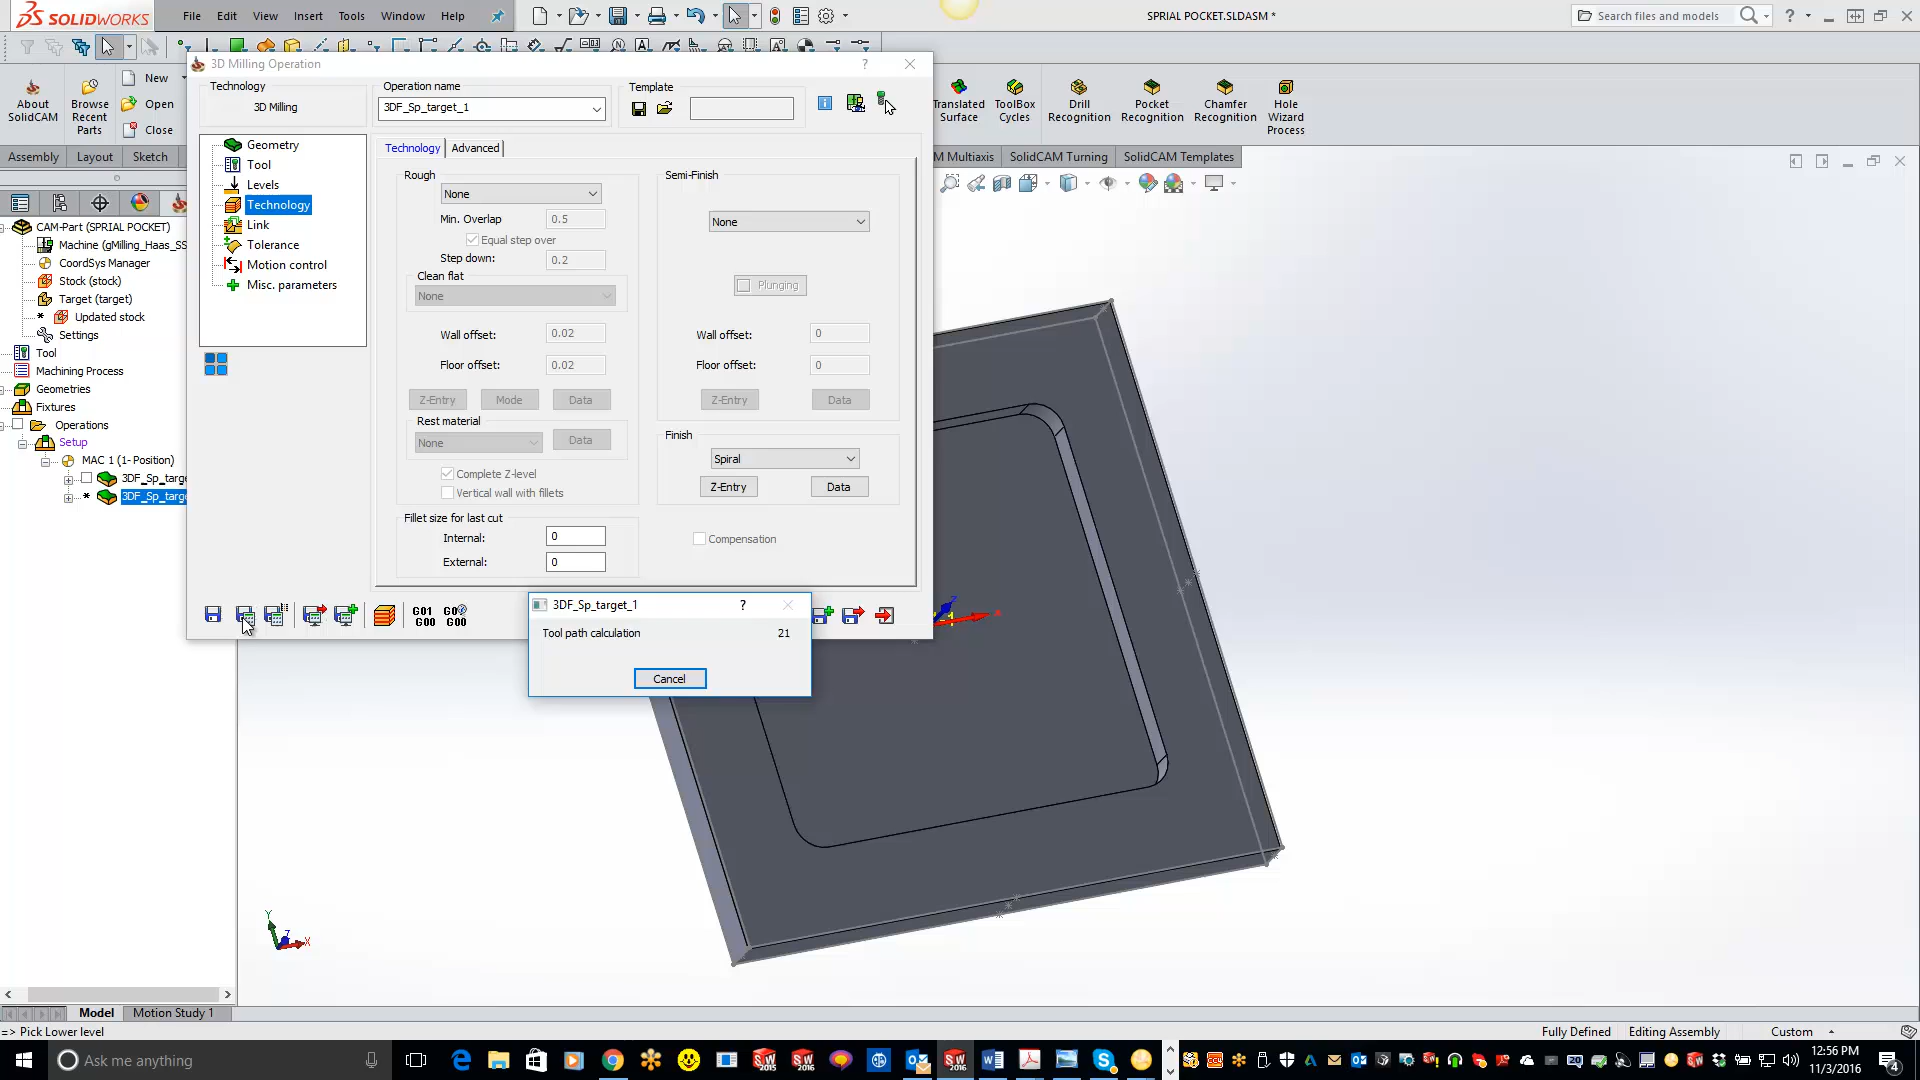 SOLIDWORKS
File Edit View Insert Tools Window Help
SPRIAL POCKET.SLDASM *
Search files and models
3D Milling Operation
About SolidCAM
Browse Recent Parts
New
Open
Close
Technology
3D Milling
Operation name
3DF_Sp_target_1
Template
Translated Surface
ToolBox Cycles
Drill Recognition
Pocket Recognition
Chamfer Recognition
Hole Wizard Process
Assembly Layout Sketch
M Multiaxis SolidCAM Turning SolidCAM Templates
CAM-Part (SPRIAL POCKET)
Machine (gMilling_Haas_SS
CoordSys Manager
Stock (stock)
Target (target)
Updated stock
Settings
Tool
Machining Process
Geometries
Fixtures
Operations
Setup
MAC 1 (1- Position)
3DF_Sp_targe
3DF_Sp_targe
Geometry
Tool
Levels
Technology
Link
Tolerance
Motion control
Misc. parameters
Technology Advanced
Rough
None
Min. Overlap 0.5
Equal step over
Step down: 0.2
Clean flat
None
Wall offset: 0.02
Floor offset: 0.02
Z-Entry Mode Data
Rest material
None Data
Complete Z-level
Vertical wall with fillets
Fillet size for last cut
Internal: 0
External: 0
Semi-Finish
None
Plunging
Wall offset: 0
Floor offset: 0
Z-Entry Data
Finish
Spiral
Z-Entry Data
Compensation
G01
G00
G0
G00
3DF_Sp_target_1
Tool path calculation 21
Cancel
Z
Y
Z
X
Model Motion Study 1
=> Pick Lower level
Fully Defined Editing Assembly Custom
Ask me anything
12:56 PM
11/3/2016